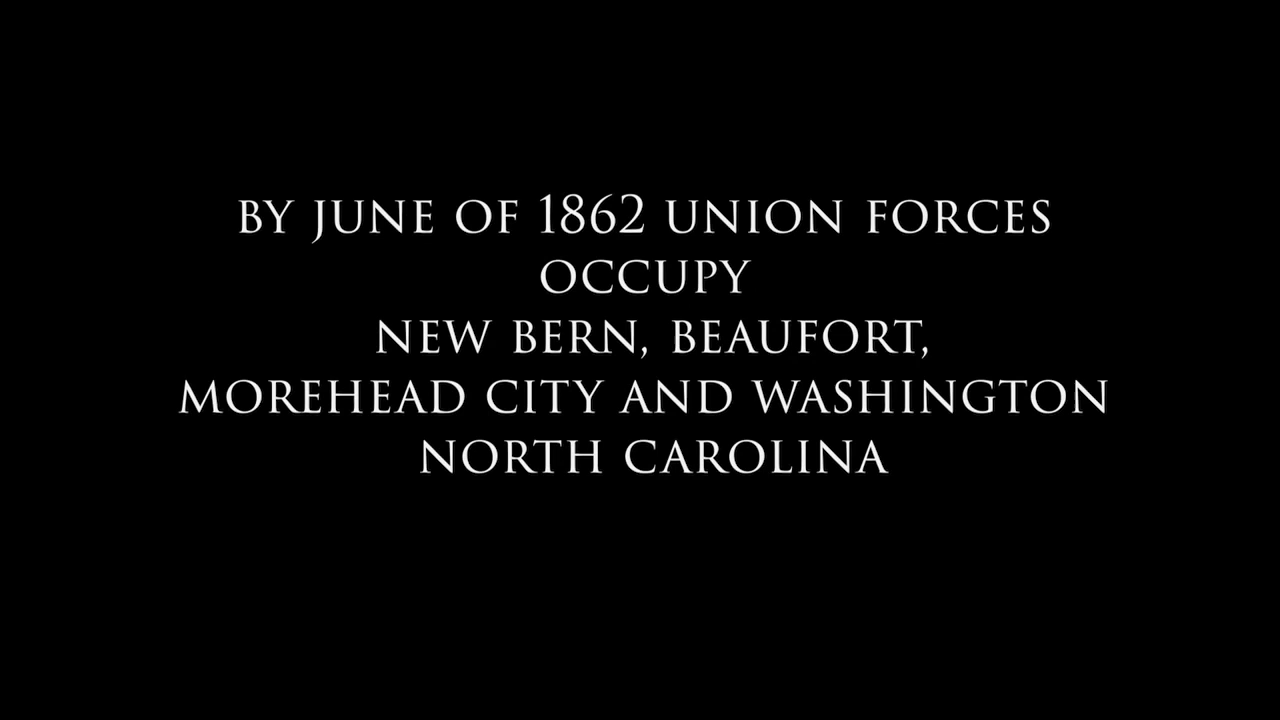 BY JUNE OF 1862 UNION FORCES
OCCUPY
NEW BERN, BEAUFORT,
MOREHEAD CITY AND WASHINGTON
NORTH CAROLINA